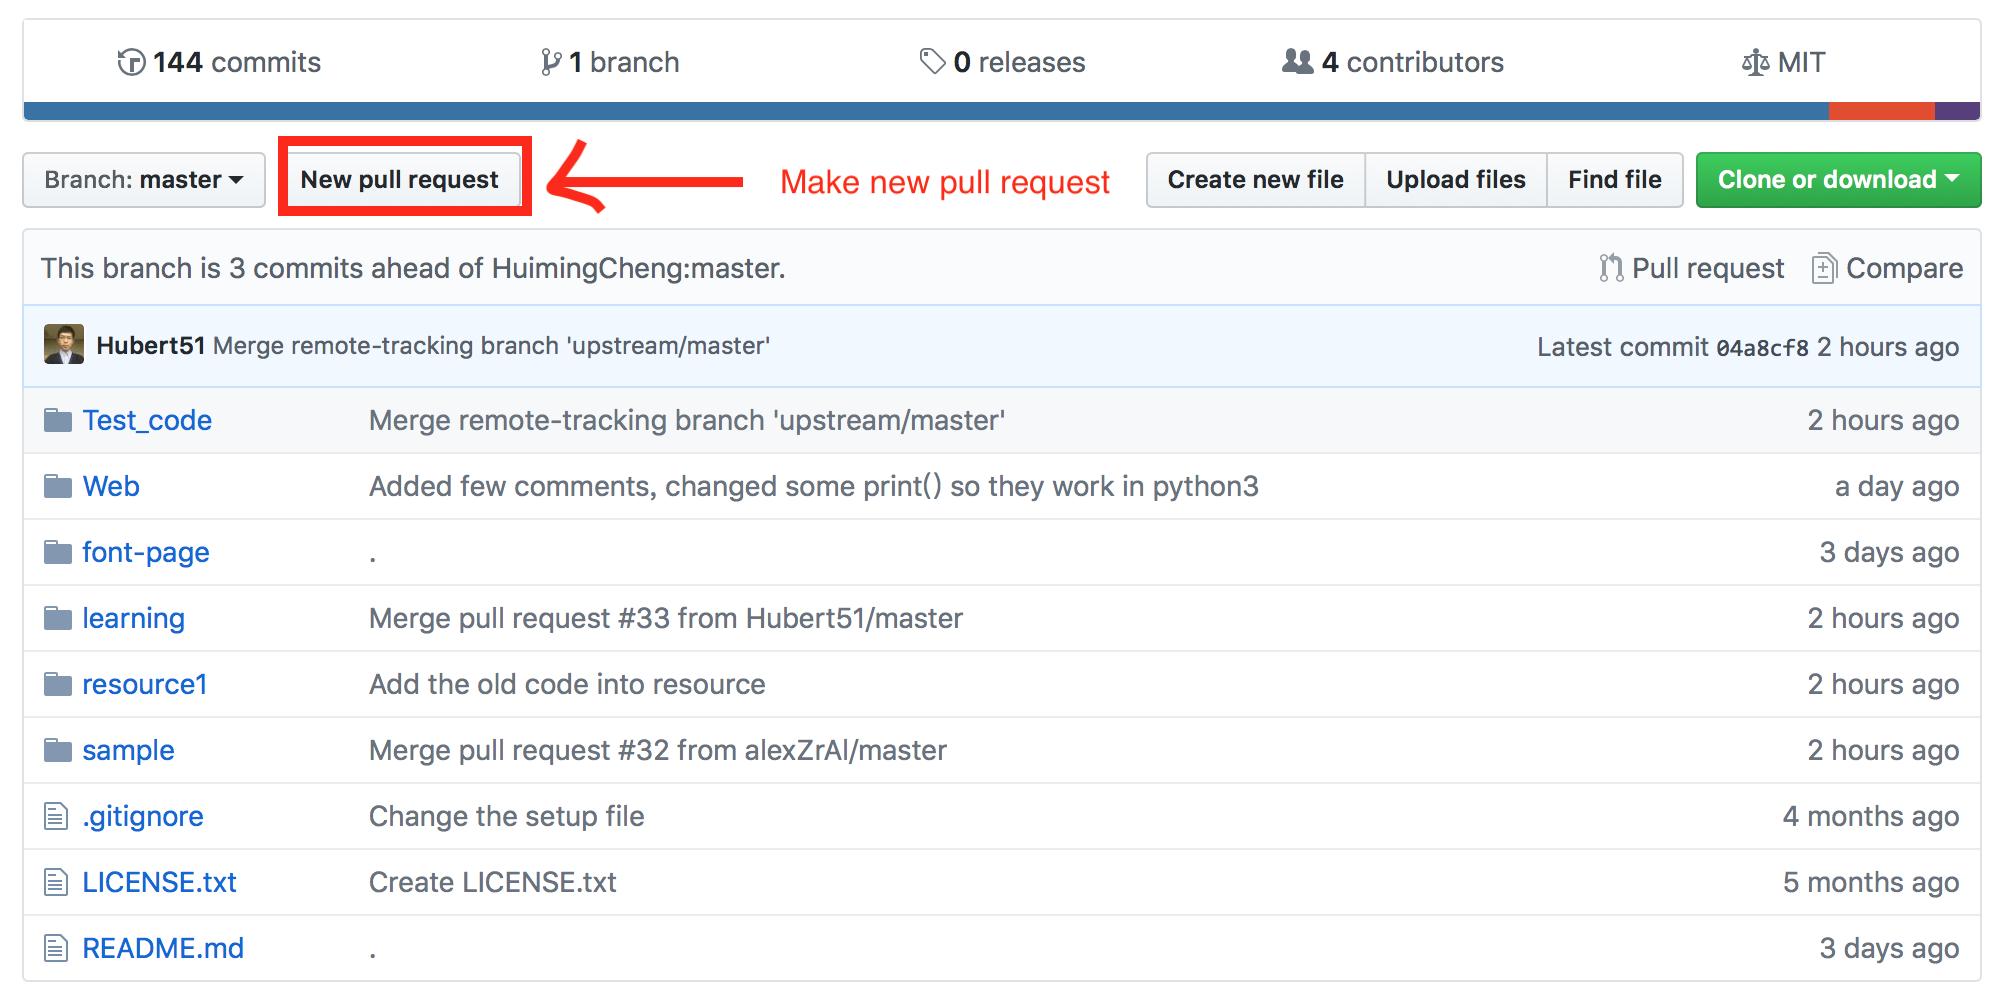 144 commits 1 branch 0 releases 4 contributors MIT
Branch: master New pull request Make new pull request Create new file Upload files Find file Clone or download
This branch is 3 commits ahead of HuimingCheng:master. Pull request Compare
Hubert51 Merge remote-tracking branch 'upstream/master' Latest commit 04a8cf8 2 hours ago
Test_code Merge remote-tracking branch 'upstream/master' 2 hours ago
Web Added few comments, changed some print() so they work in python3 a day ago
font-page . 3 days ago
learning Merge pull request #33 from Hubert51/master 2 hours ago
resource1 Add the old code into resource 2 hours ago
sample Merge pull request #32 from alexZrAl/master 2 hours ago
.gitignore Change the setup file 4 months ago
LICENSE.txt Create LICENSE.txt 5 months ago
README.md . 3 days ago